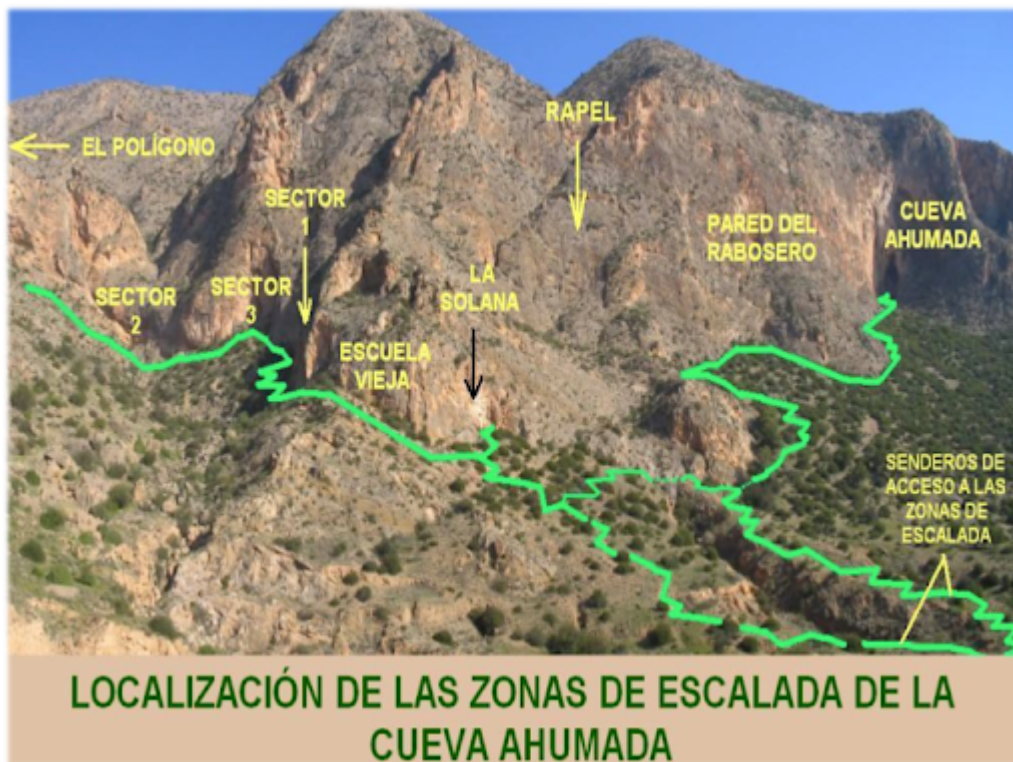 EL POLÍGONO
SECTOR
1
RAPEL
SECTOR
2
SECTOR
3
ESCUELA
VIEJA
LA
SOLANA
PARED DEL
RABOSERO
CUEVA
AHUMADA
SENDEROS DE
ACCESO A LAS
ZONAS DE
ESCALADA
LOCALIZACIÓN DE LAS ZONAS DE ESCALADA DE LA
CUEVA AHUMADA